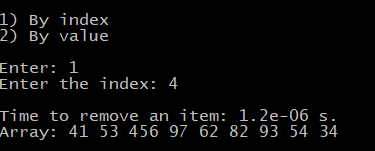 1) By index
2) By value
Enter: 1
Enter the index: 4
Time to remove an item: 1.2e-06 s.
Array: 41 53 456 97 62 82 93 54 34